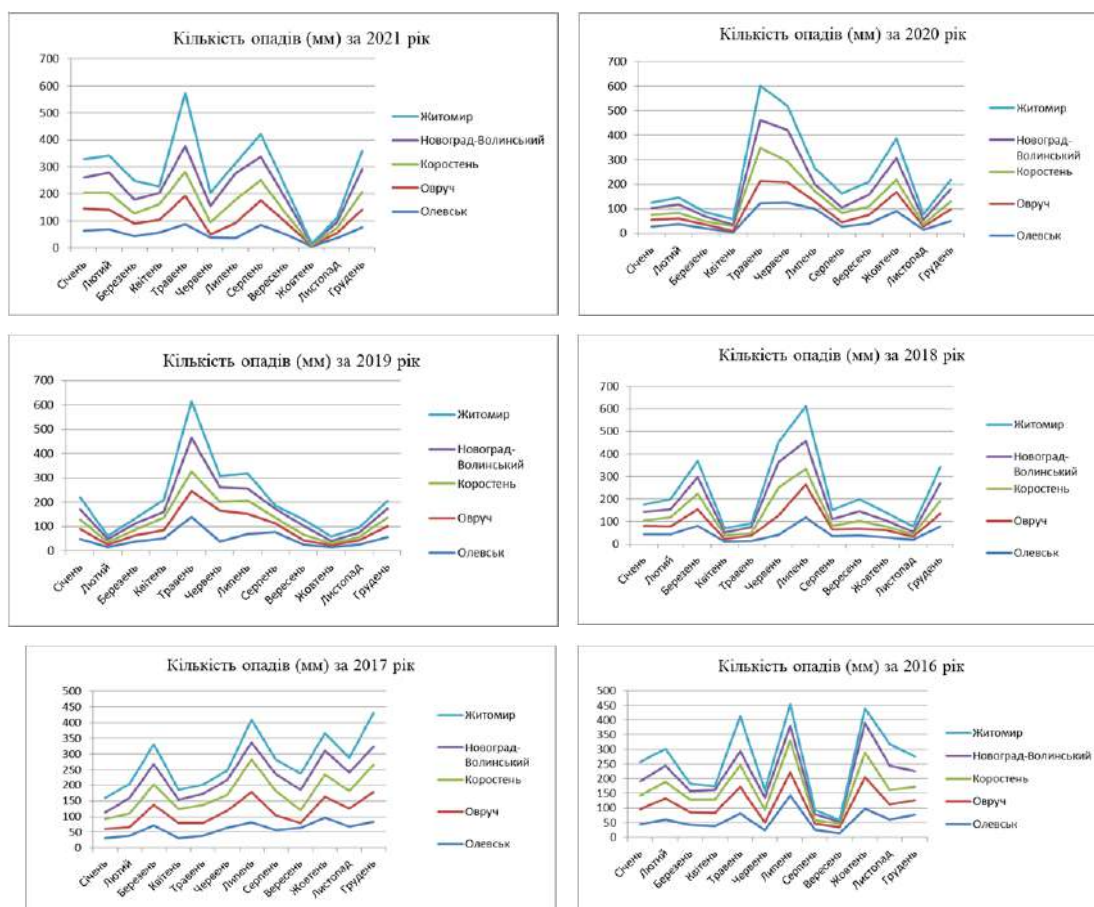 Кількість опадів (мм) за 2021 рік
700
600
500
400
300
200
100
0
Січень
Лютий
Березень
Квітень
Травень
Червень
Липень
Серпень
Вересень
Жовтень
Листопад
Грудень
Житомир
Новоград-Волинський
Коростень
Овруч
Олевськ
Кількість опадів (мм) за 2020 рік
700
600
500
400
300
200
100
0
Січень
Лютий
Березень
Квітень
Травень
Червень
Липень
Серпень
Вересень
Жовтень
Листопад
Грудень
Житомир
Новоград-
Волинський
Коростень
Овруч
Олевськ
Кількість опадів (мм) за 2019 рік
700
600
500
400
300
200
100
0
Січень
Лютий
Березень
Квітень
Травень
Червень
Липень
Серпень
Вересень
Жовтень
Листопад
Грудень
Житомир
Новоград-
Волинський
Коростень
Овруч
Олевськ
Кількість опадів (мм) за 2018 рік
700
600
500
400
300
200
100
0
Січень
Лютий
Березень
Квітень
Травень
Червень
Липень
Серпень
Вересень
Жовтень
Листопад
Грудень
Житомир
Новоград-
Волинський
Коростень
Овруч
Олевськ
Кількість опадів (мм) за 2017 рік
500
450
400
350
300
250
200
150
100
50
0
Січень
Лютий
Березень
Квітень
Травень
Червень
Липень
Серпень
Вересень
Жовтень
Листопад
Грудень
Житомир
Новоград-
Волинський
Коростень
Овруч
Олевськ
Кількість опадів (мм) за 2016 рік
500
450
400
350
300
250
200
150
100
50
0
Січень
Лютий
Березень
Квітень
Травень
Червень
Липень
Серпень
Вересень
Жовтень
Листопад
Грудень
Житомир
Новоград-Волинський
Коростень
Овруч
Олевськ